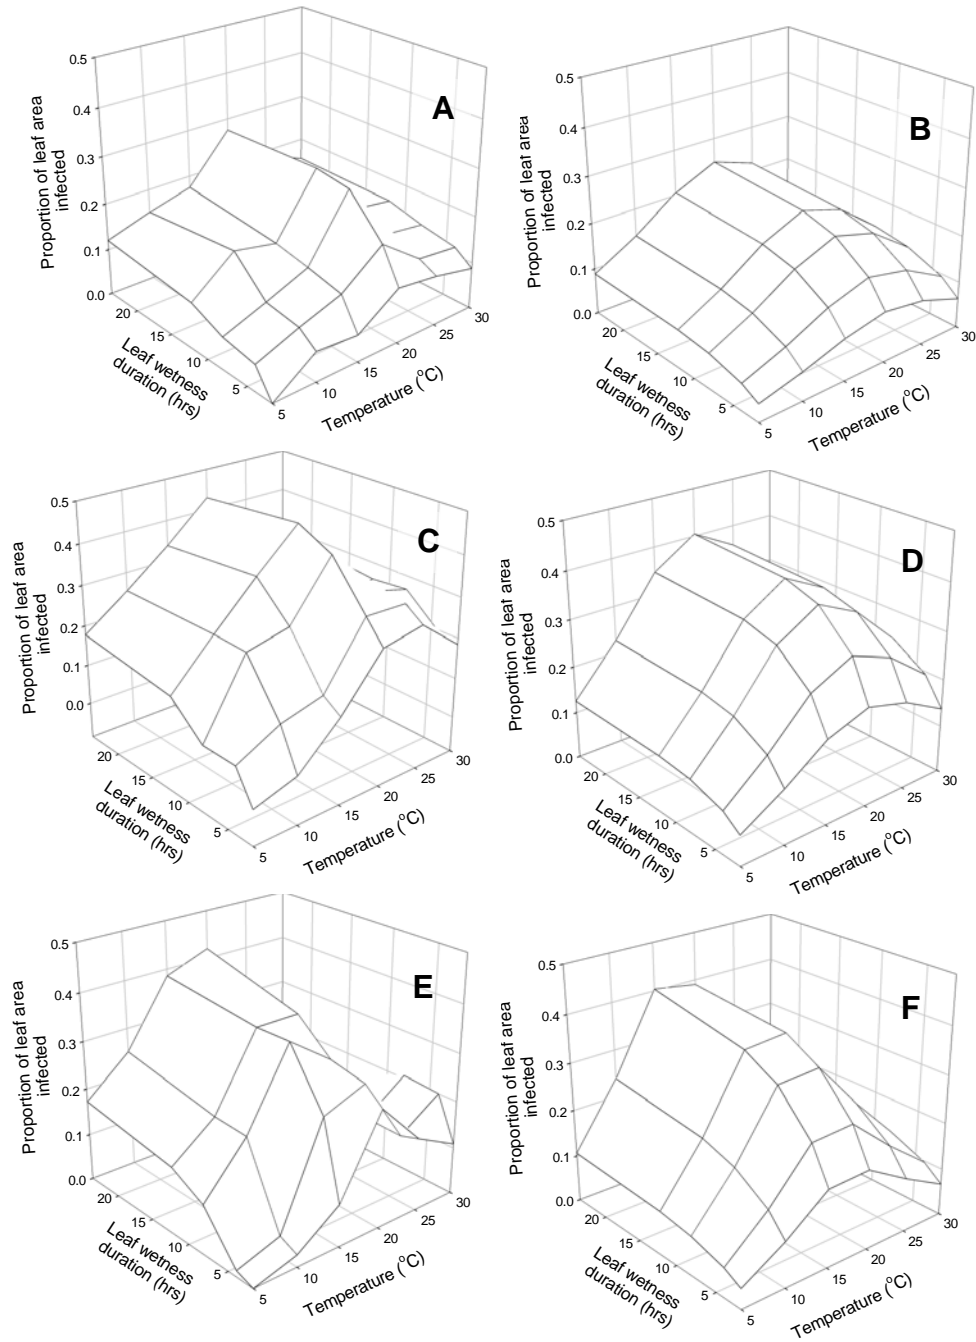 A
Proportion of leaf area
infected
0.5
0.4
0.3
0.2
0.1
0.0
20
15
10
5
Leaf wetness
duration (hrs)
5
10
15
20
25
30
Temperature (°C)
B
Proportion of leaf area
infected
0.5
0.4
0.3
0.2
0.1
0.0
20
15
10
5
Leaf wetness
duration (hrs)
5
10
15
20
25
30
Temperature (°C)
C
Proportion of leaf area
infected
0.5
0.4
0.3
0.2
0.1
0.0
20
15
10
5
Leaf wetness
duration (hrs)
5
10
15
20
25
30
Temperature (°C)
D
Proportion of leaf area
infected
0.5
0.4
0.3
0.2
0.1
0.0
20
15
10
5
Leaf wetness
duration (hrs)
5
10
15
20
25
30
Temperature (°C)
E
Proportion of leaf area
infected
0.5
0.4
0.3
0.2
0.1
0.0
20
15
10
5
Leaf wetness
duration (hrs)
5
10
15
20
25
30
Temperature (°C)
F
Proportion of leaf area
infected
0.5
0.4
0.3
0.2
0.1
0.0
20
15
10
5
Leaf wetness
duration (hrs)
5
10
15
20
25
30
Temperature (°C)